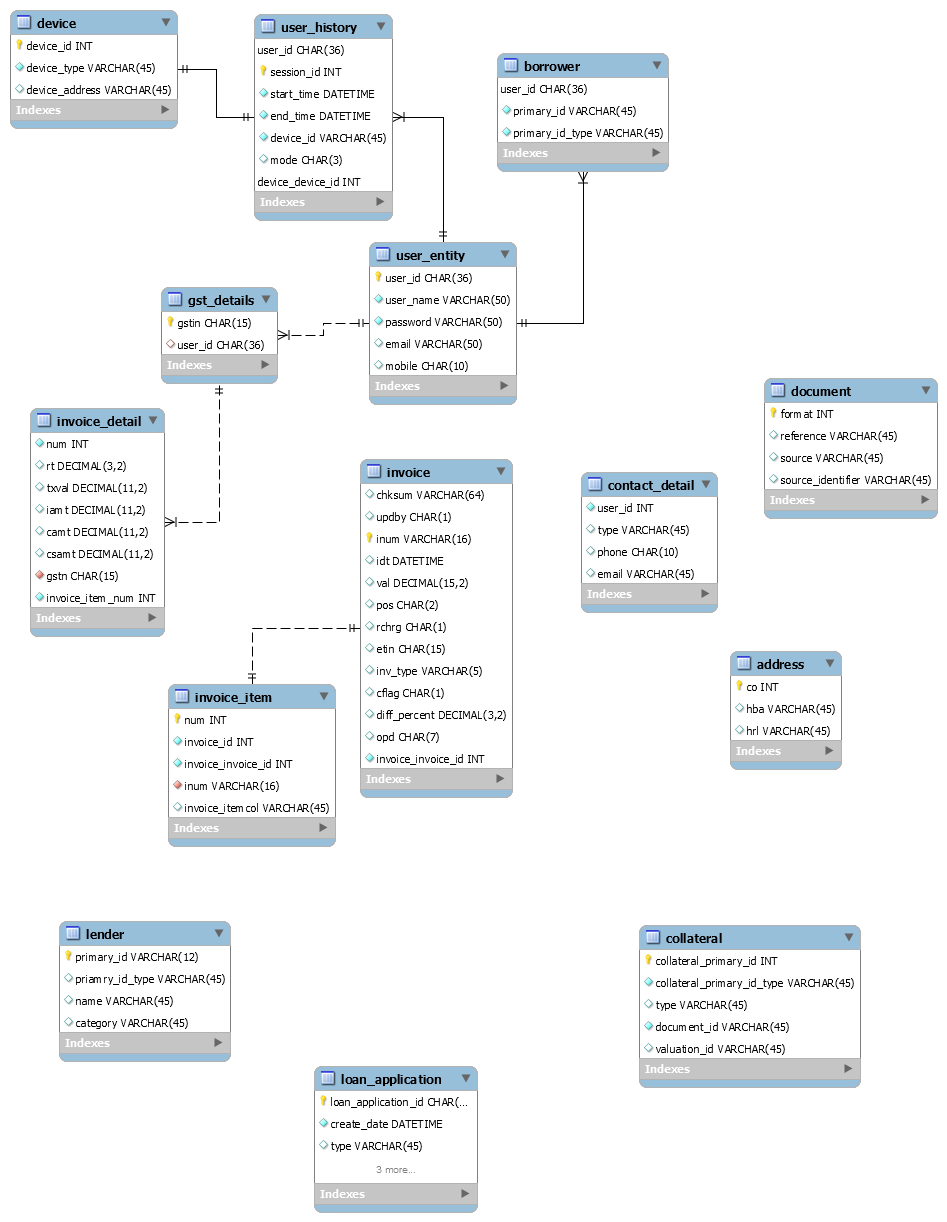 device
device_id INT
device_type VARCHAR(45)
device_address VARCHAR(45)
Indexes
user_history
user_id CHAR(36)
session_id INT
start_time DATETIME
end_time DATETIME
device_id VARCHAR(45)
mode CHAR(3)
device_device_id INT
Indexes
borrower
user_id CHAR(36)
primary_id VARCHAR(45)
primary_id_type VARCHAR(45)
Indexes
user_entity
user_id CHAR(36)
user_name VARCHAR(50)
password VARCHAR(50)
email VARCHAR(50)
mobile CHAR(10)
Indexes
gst_details
gstin CHAR(15)
user_id CHAR(36)
Indexes
invoice_detail
num INT
rt DECIMAL(3,2)
txval DECIMAL(11,2)
iamt DECIMAL(11,2)
camt DECIMAL(11,2)
csamt DECIMAL(11,2)
gstn CHAR(15)
invoice_item_num INT
Indexes
invoice
chksum VARCHAR(64)
updby CHAR(1)
inum VARCHAR(16)
idt DATETIME
val DECIMAL(15,2)
pos CHAR(2)
rchrg CHAR(1)
etin CHAR(15)
inv_type VARCHAR(5)
cflag CHAR(1)
diff_percent DECIMAL(3,2)
opd CHAR(7)
invoice_invoice_id INT
Indexes
contact_detail
user_id INT
type VARCHAR(45)
phone CHAR(10)
email VARCHAR(45)
Indexes
document
format INT
reference VARCHAR(45)
source VARCHAR(45)
source_identifier VARCHAR(45)
Indexes
address
co INT
hba VARCHAR(45)
hrl VARCHAR(45)
Indexes
invoice_item
num INT
invoice_id INT
invoice_invoice_id INT
inum VARCHAR(16)
invoice_itemcol VARCHAR(45)
Indexes
lender
primary_id VARCHAR(12)
priamry_id_type VARCHAR(45)
name VARCHAR(45)
category VARCHAR(45)
Indexes
collateral
collateral_primary_id INT
collateral_primary_id_type VARCHAR(45)
type VARCHAR(45)
document_id VARCHAR(45)
valuation_id VARCHAR(45)
Indexes
loan_application
loan_application_id CHAR(...
create_date DATETIME
type VARCHAR(45)
3 more...
Indexes